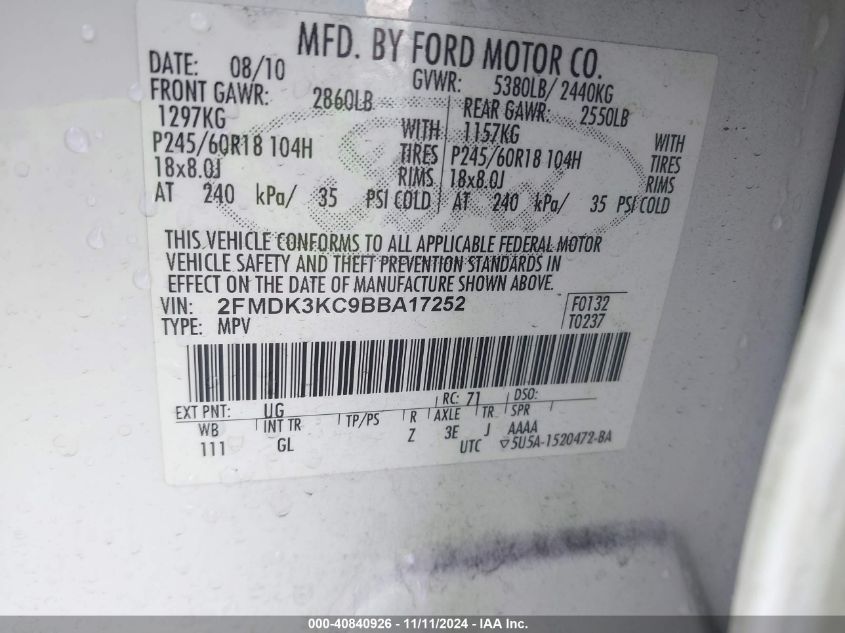 MFD. BY FORD MOTOR CO.
DATE: 08/10 GVWR: 5380LB/ 2440KG
FRONT GAWR: 2860LB REAR GAWR: 2550LB
1297KG WITH 1157KG WITH
P245/60R18 104H TIRES P245/60R18 104H TIRES
18x8.0J RIMS 18x8.0J RIMS
AT 240 kPa/ 35 PSI COLD AT 240 kPa/ 35 PSI COLD
THIS VEHICLE CONFORMS TO ALL APPLICABLE FEDERAL MOTOR
VEHICLE SAFETY AND THEFT PREVENTION STANDARDS IN
EFFECT ON THE DATE OF MANUFACTURE SHOWN ABOVE.
VIN: 2FMDK3KC9BBA17252 F0132
TYPE: MPV T0237
EXT PNT: UG RC: 71 DSO:
WB INT TR TP/PS R AXLE TR SPR
111 GL Z 3E J AAAA
UTC ▽5U5A-1520472-BA
000-40840926 - 11/11/2024 - IAA Inc.